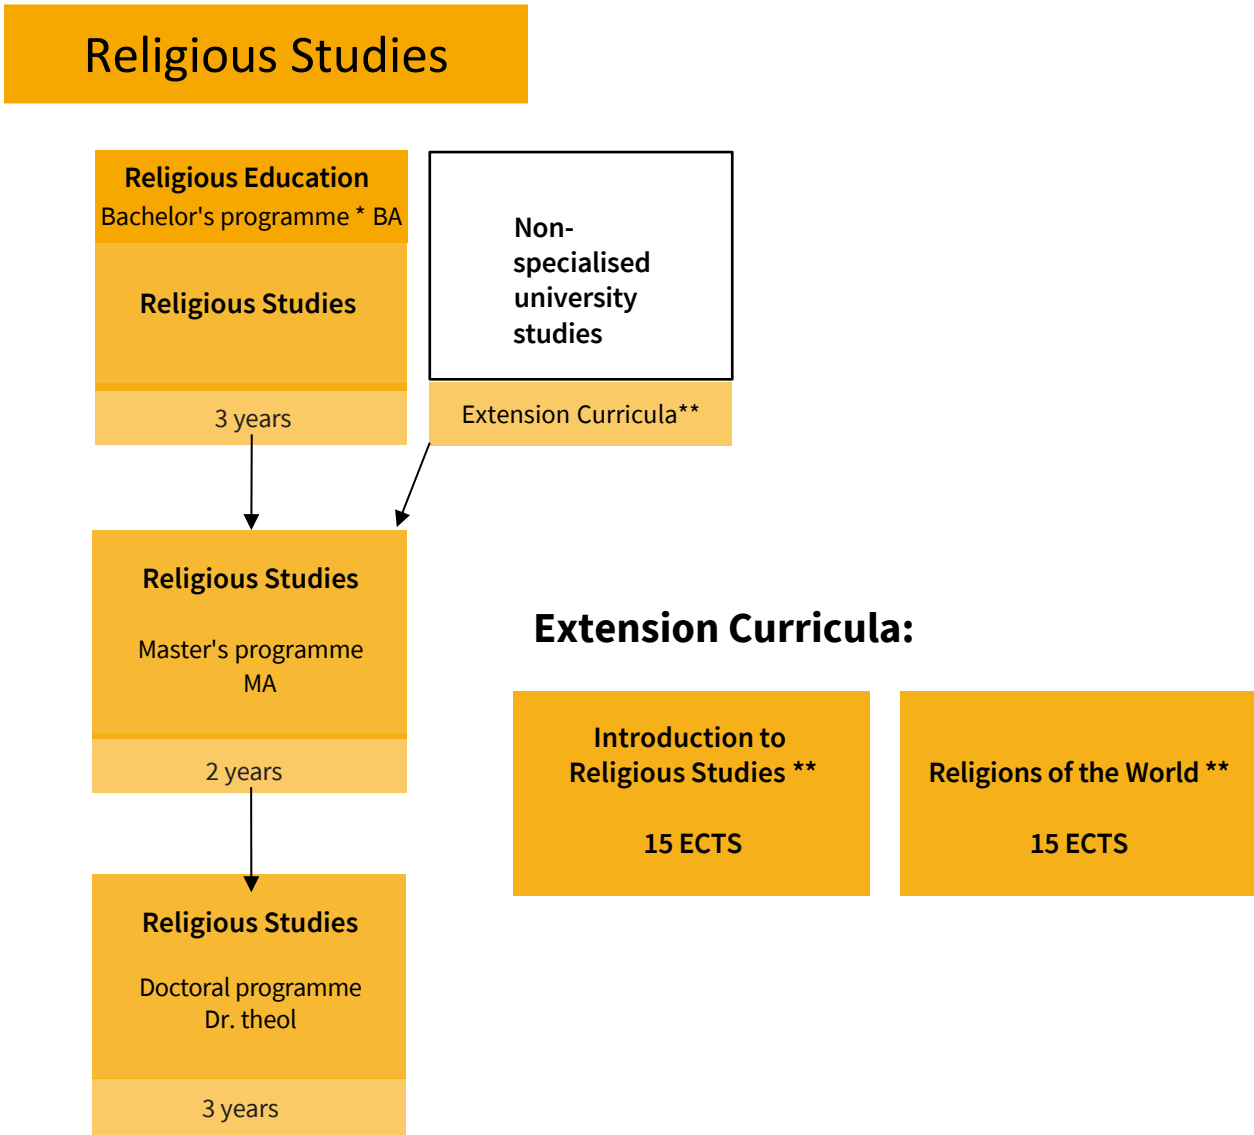 Religious Studies
Religious Education
Bachelor's programme * BA
Religious Studies
3 years
Non-
specialised
university
studies
Extension Curricula**
Religious Studies
Master's programme
MA
2 years
Religious Studies
Doctoral programme
Dr. theol
3 years
Extension Curricula:
Introduction to
Religious Studies **
15 ECTS
Religions of the World **
15 ECTS